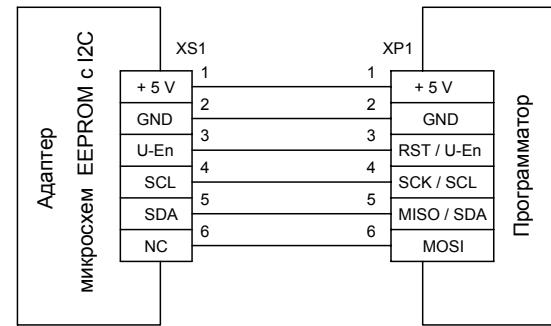 Адаптер
микросхем EEPROM с I2C
XS1
+ 5 V
GND
U-En
SCL
SDA
NC
1
2
3
4
5
6
XP1
1
2
3
4
5
6
+ 5 V
GND
RST / U-En
SCK / SCL
MISO / SDA
MOSI
Программатор